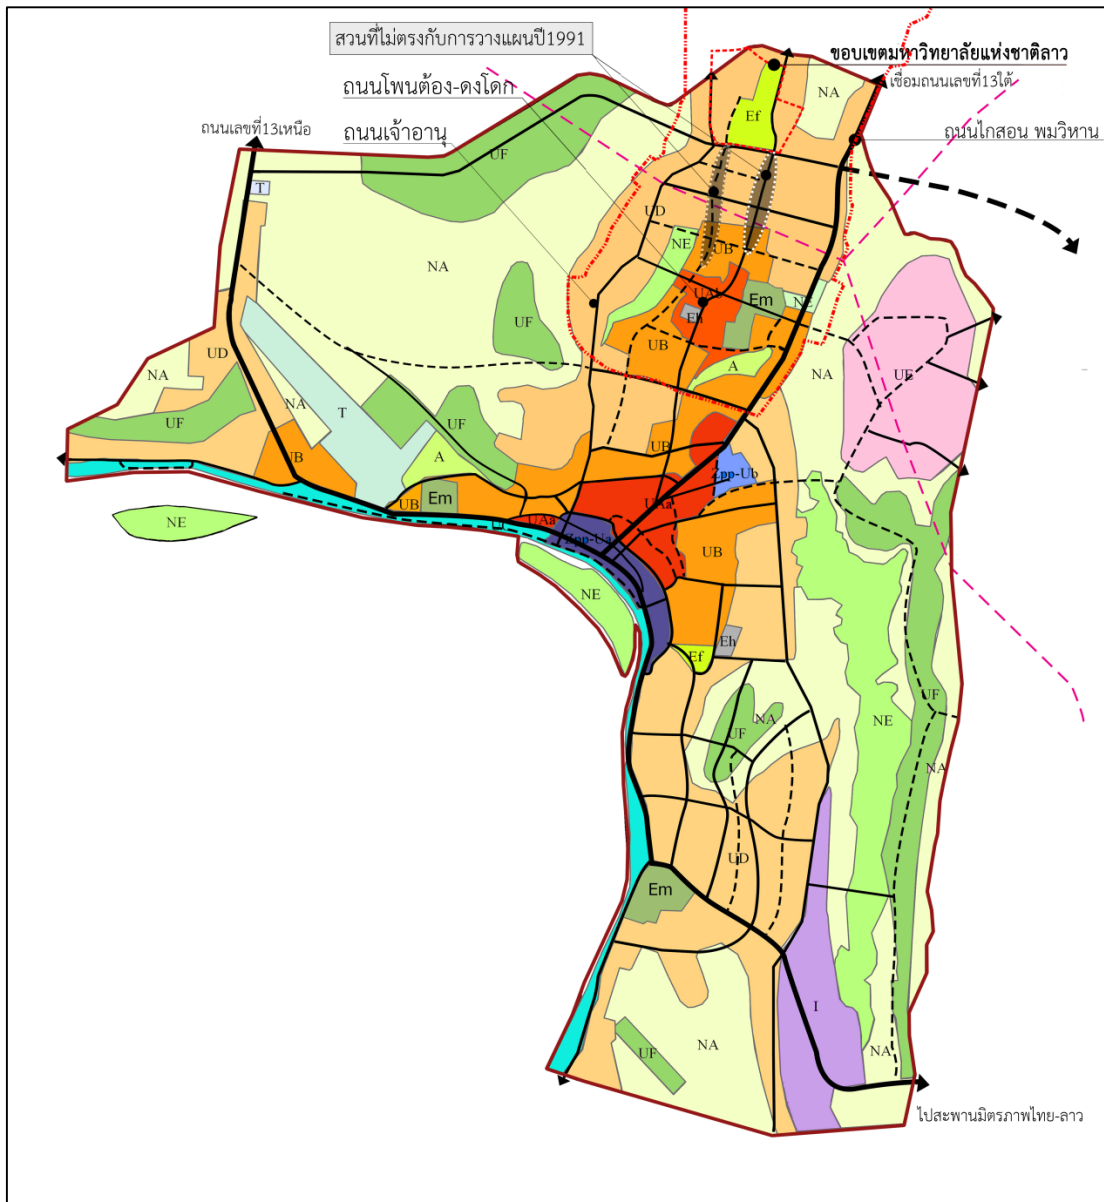 สวนที่ไม่ตรงกับการวางแผนปี1991
ขอบเขตมหาวิทยาลัยแห่งชาติลาว
เชื่อมถนนเลขที่13ใต้
ถนนโพนต้อง-ดงโดก
NA
Ef
ถนนเลขที่13เหนือ
ถนนเจ้าอานุ
ถนนไกสอน พมวิหาน
UF
T
UD
NE
UB
NA
UAb
Em
NE
Eh
UF
UB
UD
NA
A
NA
UE
NA
T
UF
UF
UB
UB
A
Zpp-Ub
Em
UB
UAa
NE
UAa
Zpp-Ua
UB
NE
Eh
Ef
UF
NA
UF
NE
NA
UD
Em
I
NA
NA
UF
ไปสะพานมิตรภาพไทย-ลาว